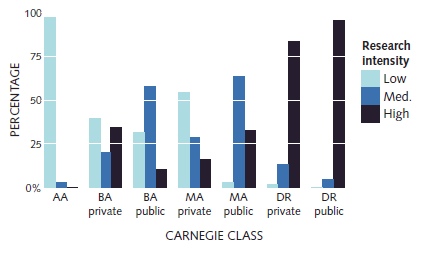 100
75
50
25
0%
PERCENTAGE
AA
BA private
BA public
MA private
MA public
DR private
DR public
CARNEGIE CLASS
Research
intensity
Low
Med.
High